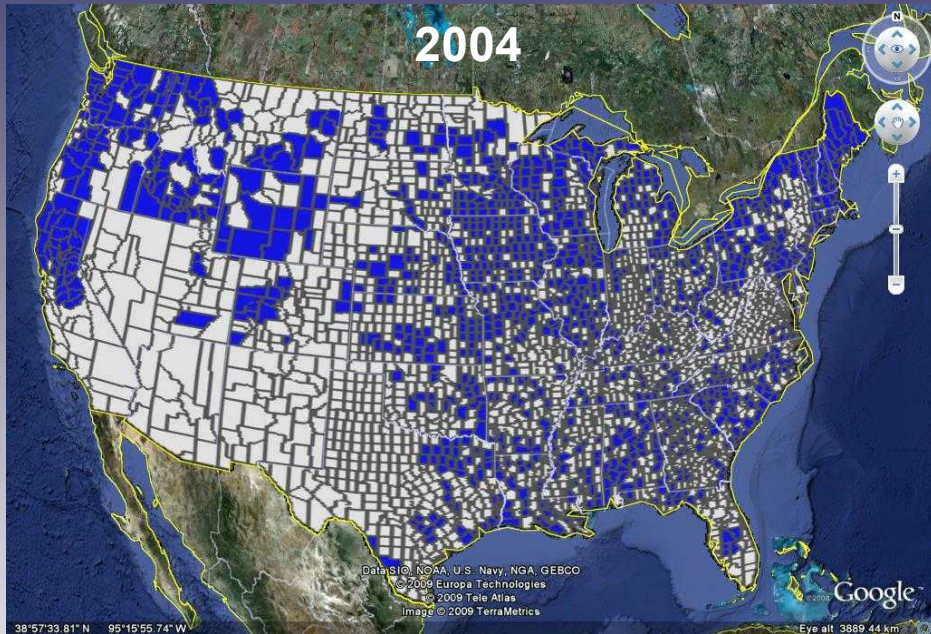 2004
N
Data SIO, NOAA, U.S. Navy, NGA, GEBCO
© 2009 Europa Technologies
© 2009 Tele Atlas
Image © 2009 TerraMetrics
Google™
38°57'33.81" N 95°15'55.74" W
Eye alt 3889.44 km